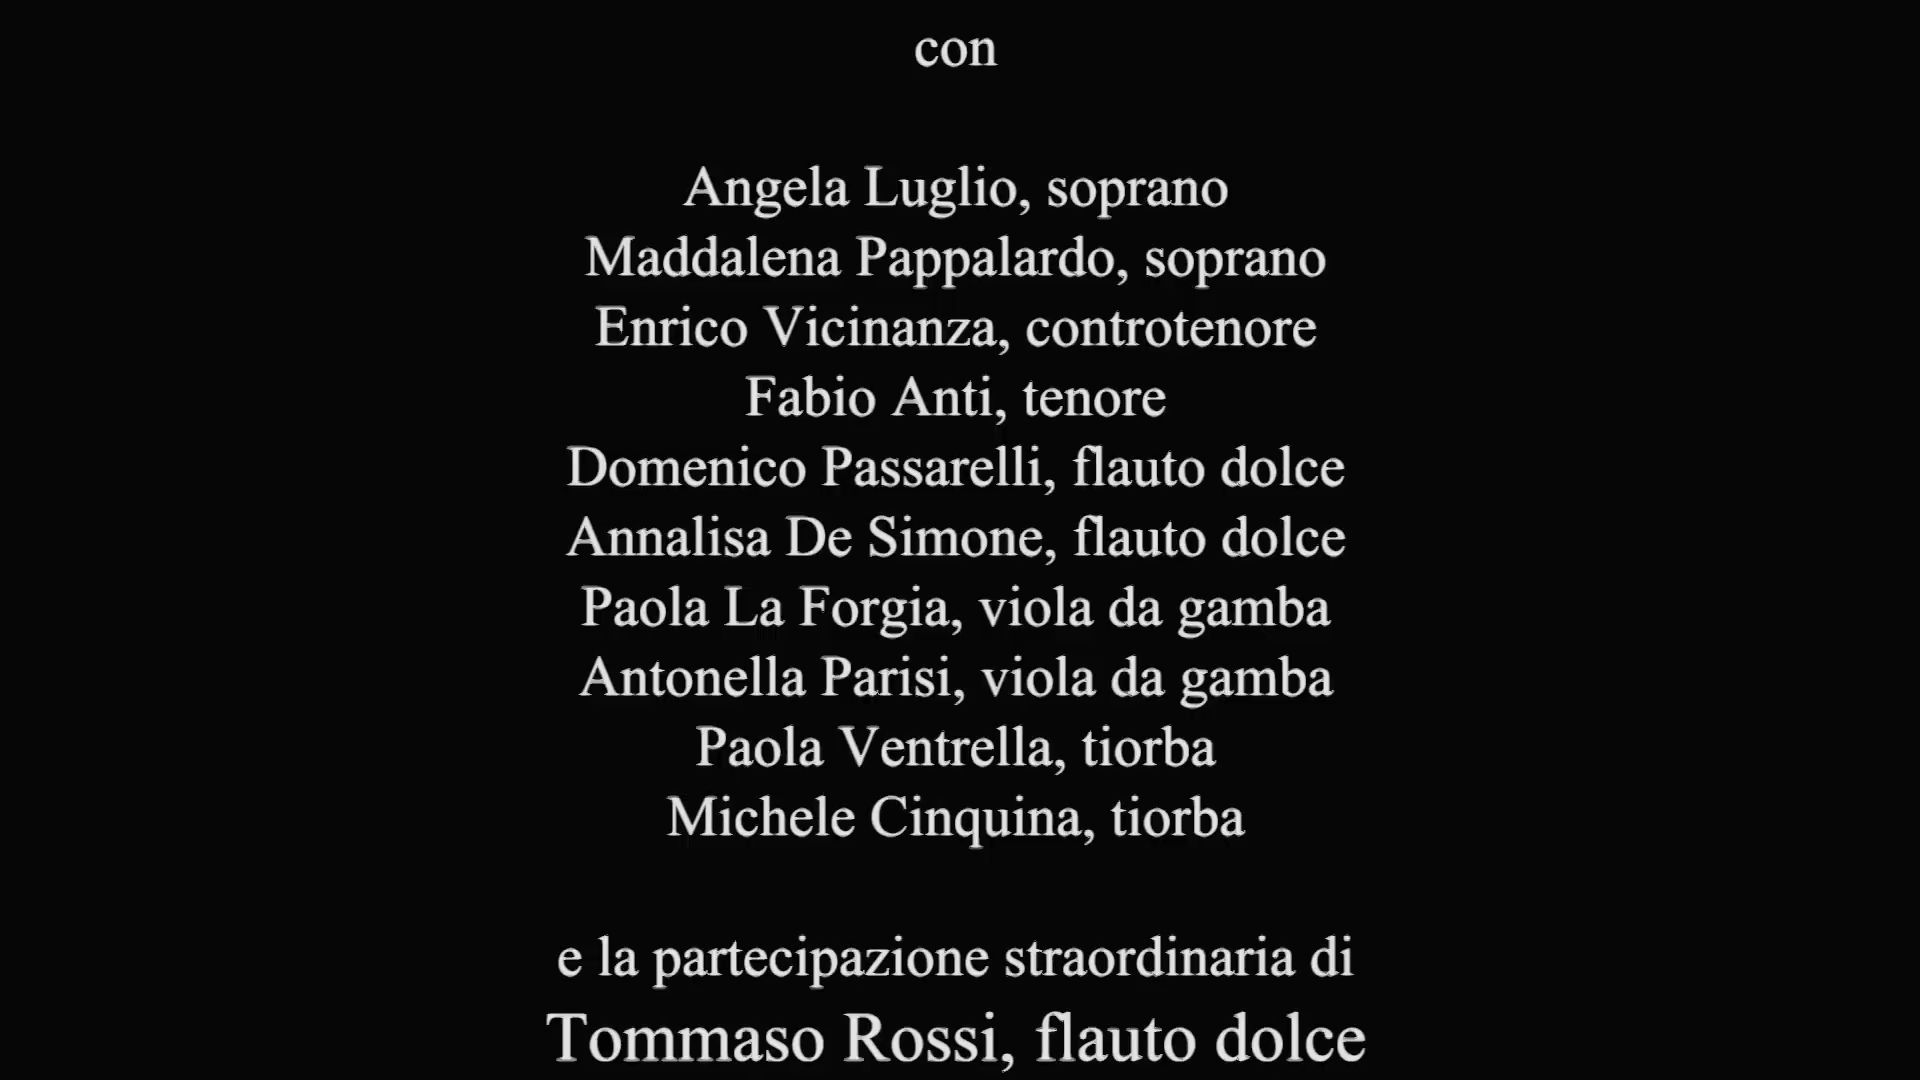 con
Angela Luglio, soprano
Maddalena Pappalardo, soprano
Enrico Vicinanza, controtenore
Fabio Anti, tenore
Domenico Passarelli, flauto dolce
Annalisa De Simone, flauto dolce
Paola La Forgia, viola da gamba
Antonella Parisi, viola da gamba
Paola Ventrella, tiorba
Michele Cinquina, tiorba
e la partecipazione straordinaria di
Tommaso Rossi, flauto dolce